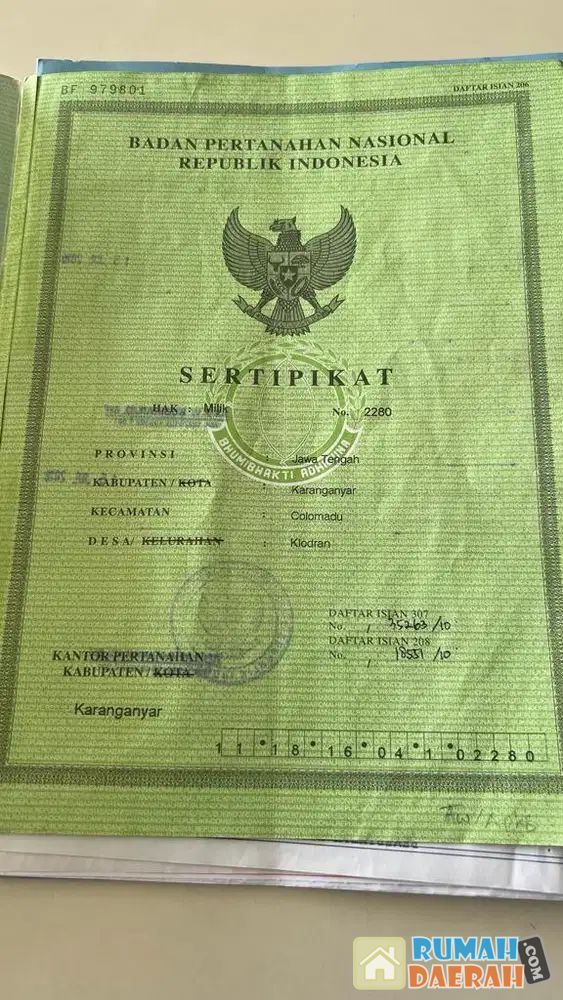 BF 979801
DAFTAR ISIAN 206
BADAN PERTANAHAN NASIONAL
REPUBLIK INDONESIA
SERTIPIKAT
HAK : Milik No. 2280
BHUMIBHAKTI ADHIGUNA
PROVINSI : Jawa Tengah
KABUPATEN / KOTA : Karanganyar
KECAMATAN : Colomadu
DESA/ KELURAHAN : Klodran
DAFTAR ISIAN 307
No. / 35263 /10
DAFTAR ISIAN 208
No. / 18551 /10
KANTOR PERTANAHAN
KABUPATEN / KOTA
Karanganyar
11 • 18 • 16 • 04 • 1 • 02280
RUMAH
DAERAH
.COM